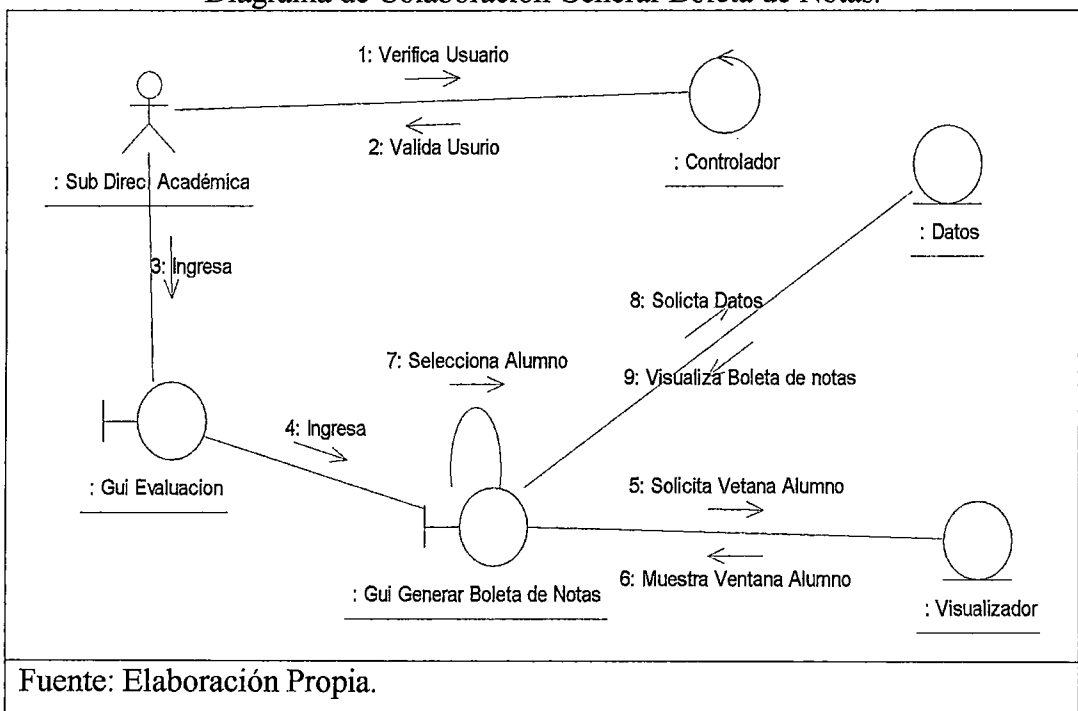 Diagrama de Colaboración General Boleta de Notas.
1: Verifica Usuario
2: Valida Usurio
: Controlador
: Sub Direc Académica
: Datos
3: Ingresa
8: Solicta Datos
7: Selecciona Alumno
9: Visualiza Boleta de notas
4: Ingresa
: Gui Evaluacion
5: Solicita Vetana Alumno
6: Muestra Ventana Alumno
: Gui Generar Boleta de Notas
: Visualizador
Fuente: Elaboración Propia.